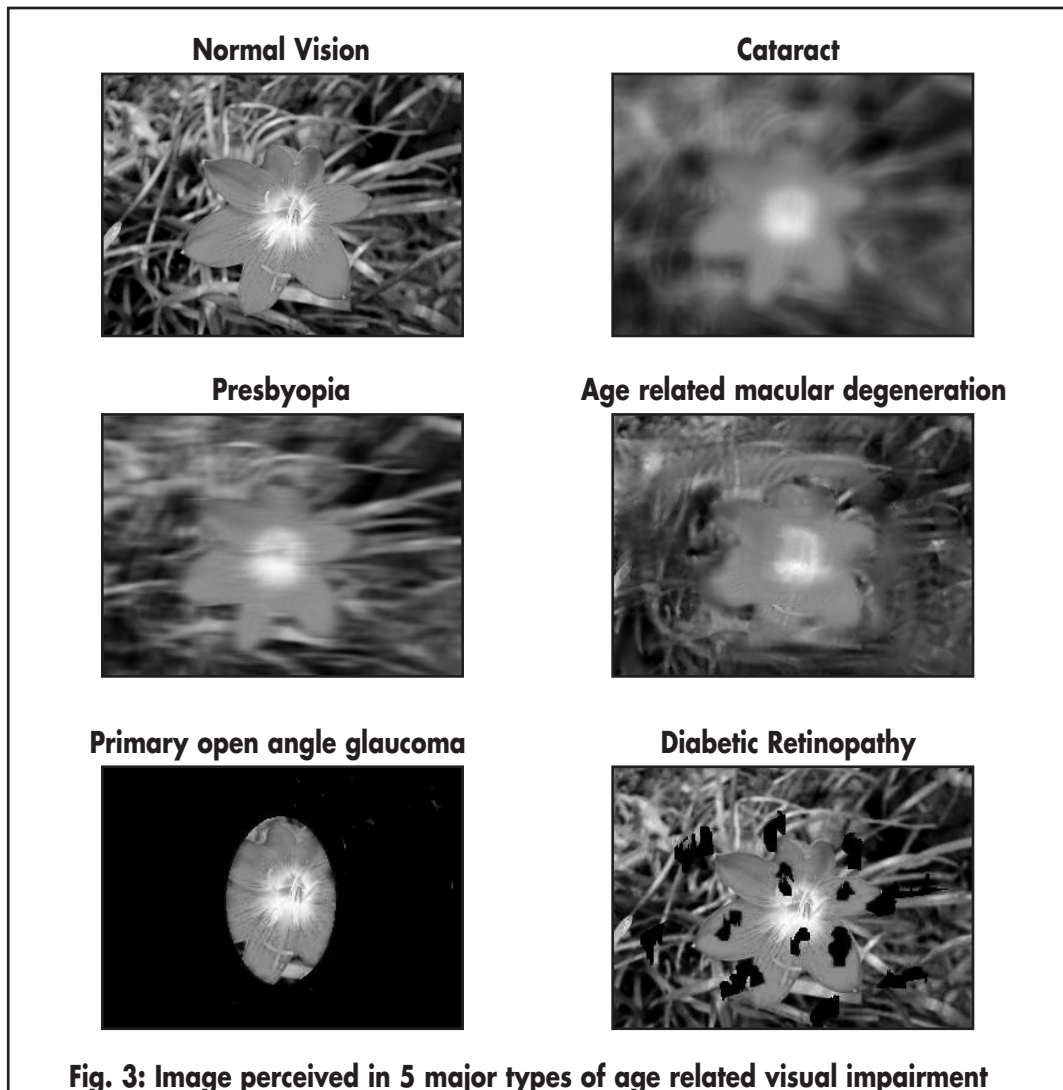 Normal Vision
Cataract
Presbyopia
Age related macular degeneration
Primary open angle glaucoma
Diabetic Retinopathy
Fig. 3: Image perceived in 5 major types of age related visual impairment